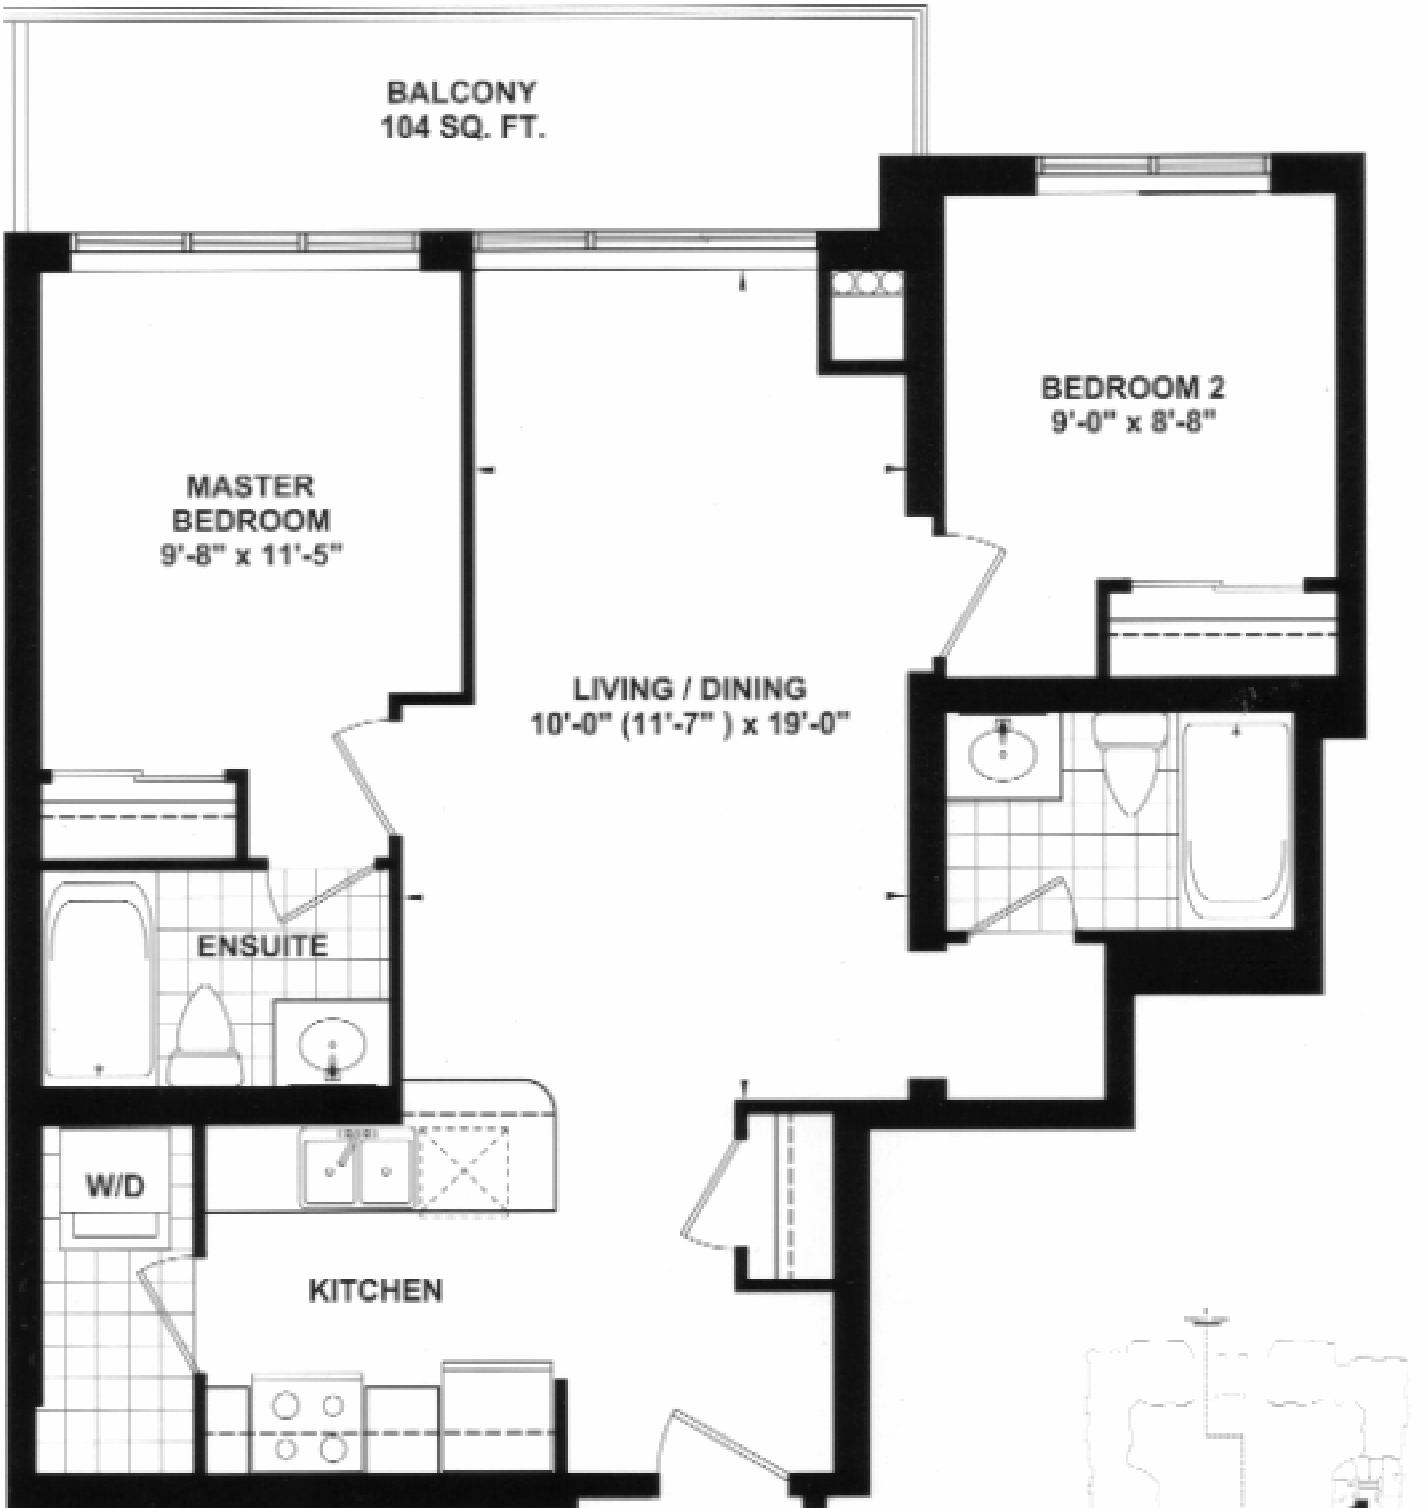 BALCONY
104 SQ. FT.
BEDROOM 2
9'-0" x 8'-8"
MASTER
BEDROOM
9'-8" x 11'-5"
LIVING / DINING
10'-0" (11'-7" ) x 19'-0"
ENSUITE
W/D
KITCHEN